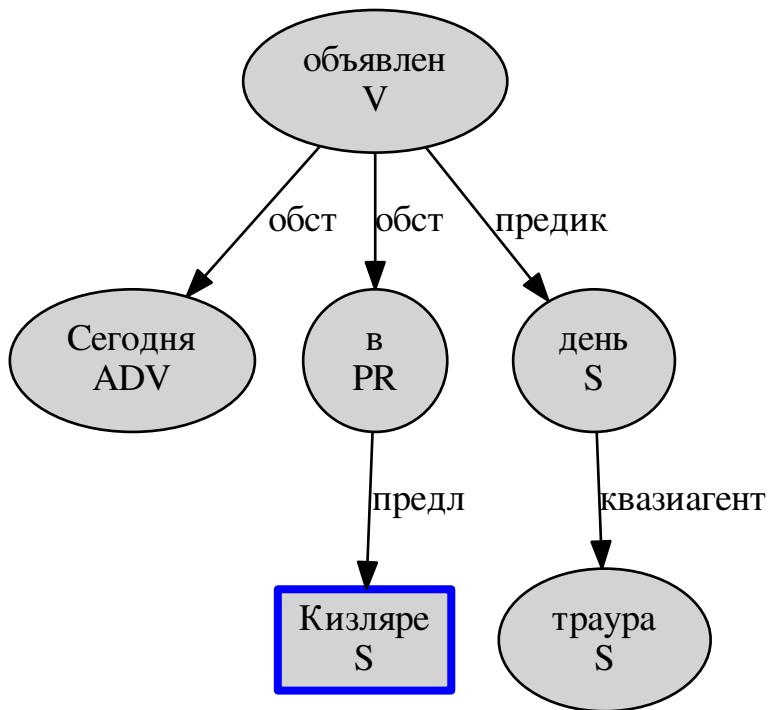 объявлен
V
обст
обст
предик
Сегодня
ADV
в
PR
день
S
предл
квазиагент
Кизляре
S
траура
S